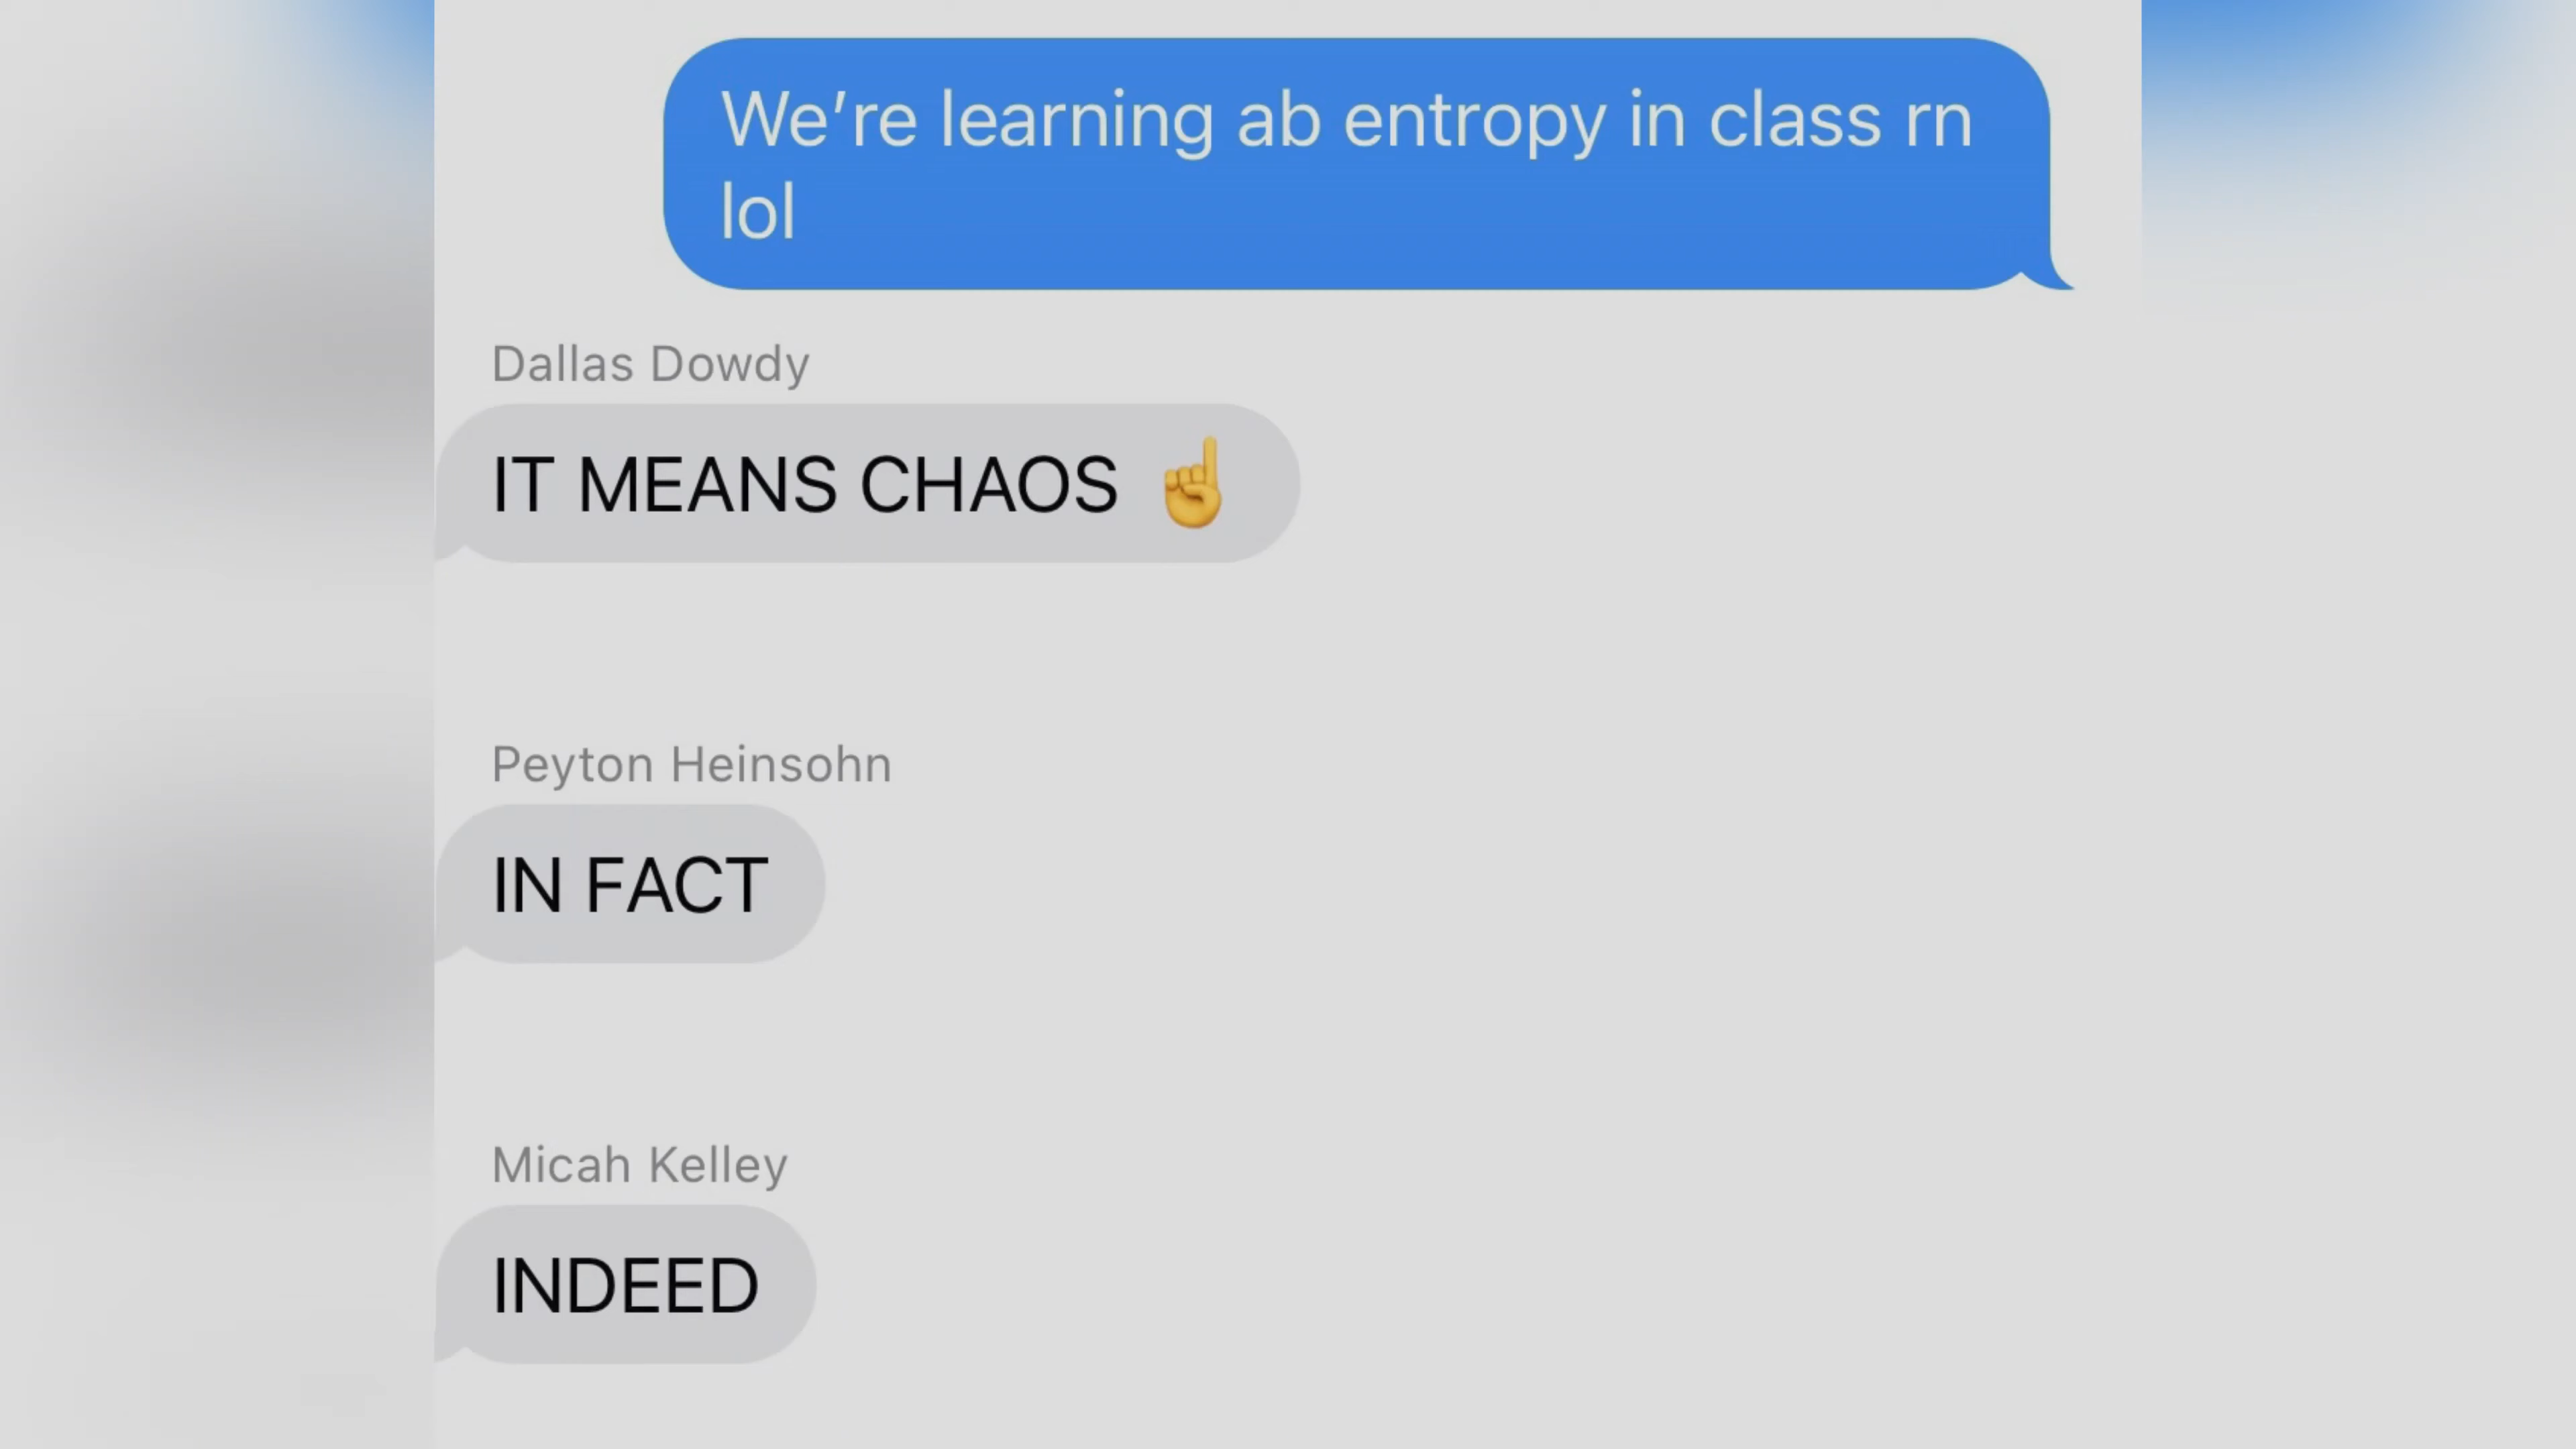 We're learning ab entropy in class rn
lol
Dallas Dowdy
IT MEANS CHAOS ☝️
Peyton Heinsohn
IN FACT
Micah Kelley
INDEED